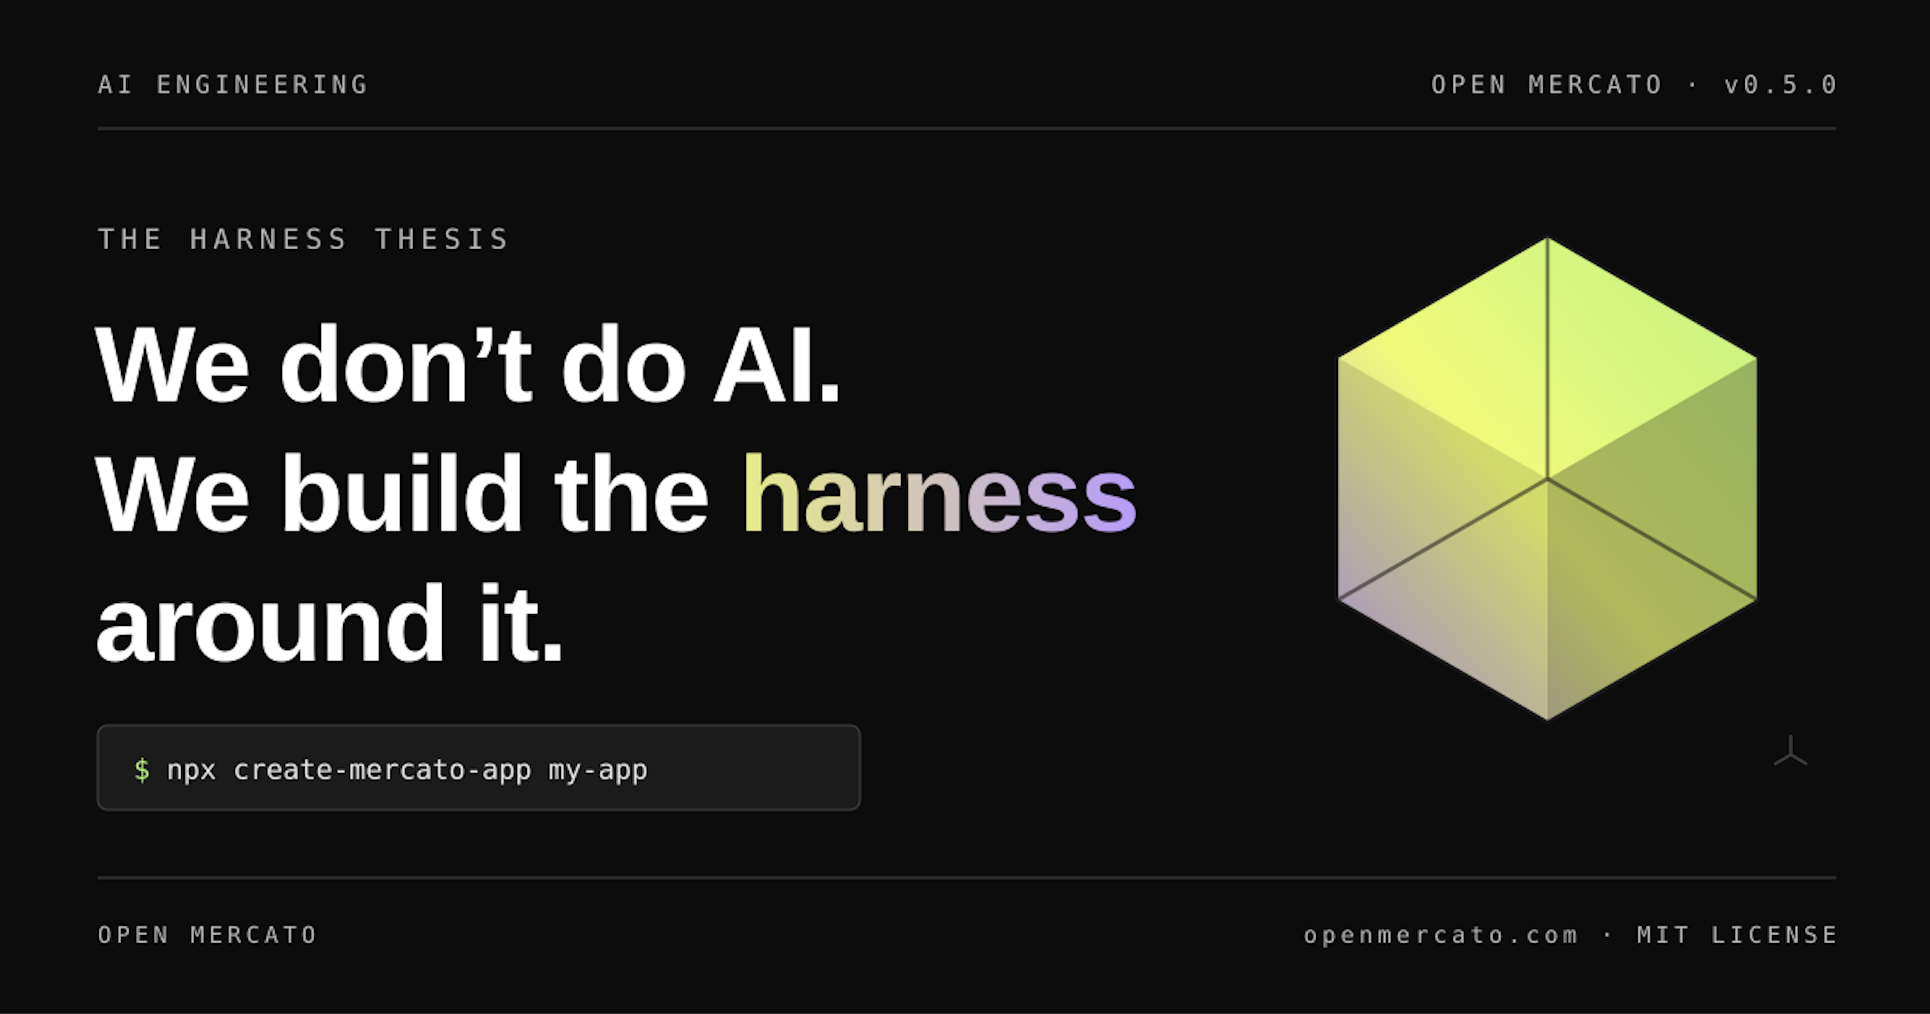 AI ENGINEERING
OPEN MERCATO · v0.5.0
THE HARNESS THESIS
We don’t do AI.
We build the harness
around it.
$ npx create-mercato-app my-app
OPEN MERCATO
openmercato.com · MIT LICENSE